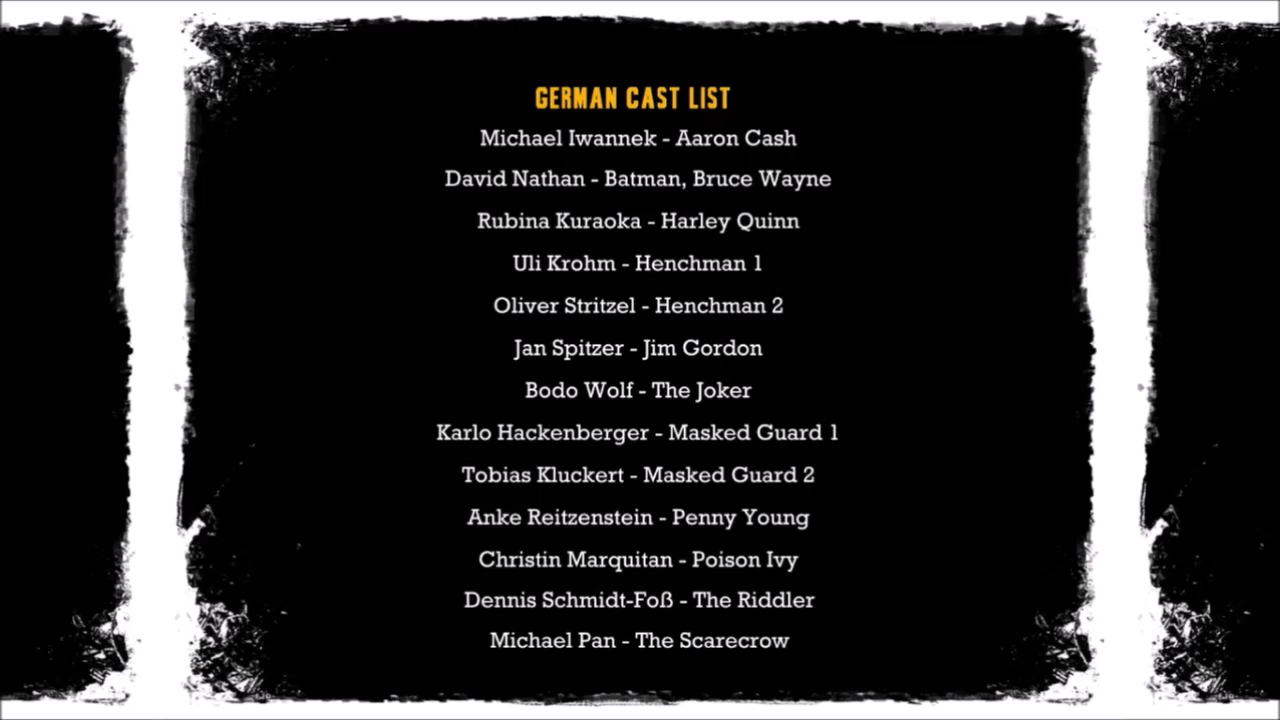 GERMAN CAST LIST
Michael Iwannek - Aaron Cash
David Nathan - Batman, Bruce Wayne
Rubina Kuraoka - Harley Quinn
Uli Krohm - Henchman 1
Oliver Stritzel - Henchman 2
Jan Spitzer - Jim Gordon
Bodo Wolf - The Joker
Karlo Hackenberger - Masked Guard 1
Tobias Kluckert - Masked Guard 2
Anke Reitzenstein - Penny Young
Christin Marquitan - Poison Ivy
Dennis Schmidt-Foß - The Riddler
Michael Pan - The Scarecrow